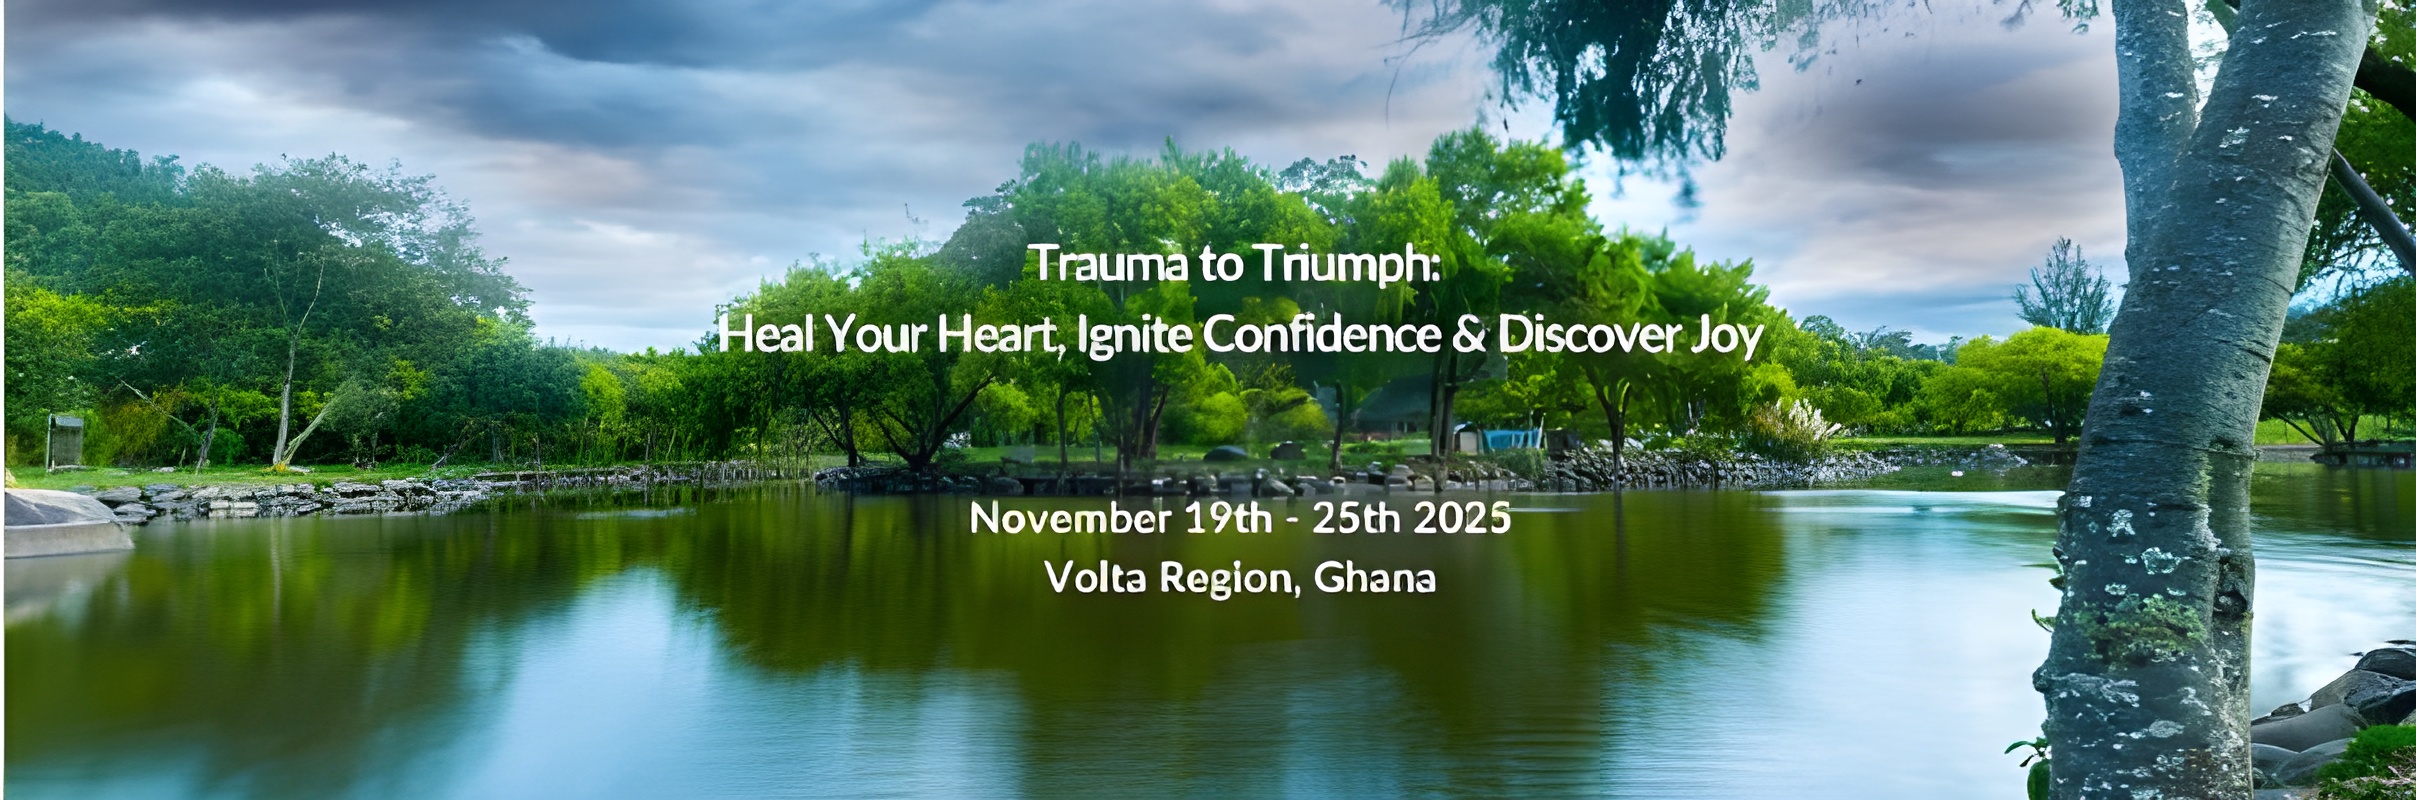 Trauma to Triumph:
Heal Your Heart, Ignite Confidence & Discover Joy
November 19th - 25th 2025
Volta Region, Ghana